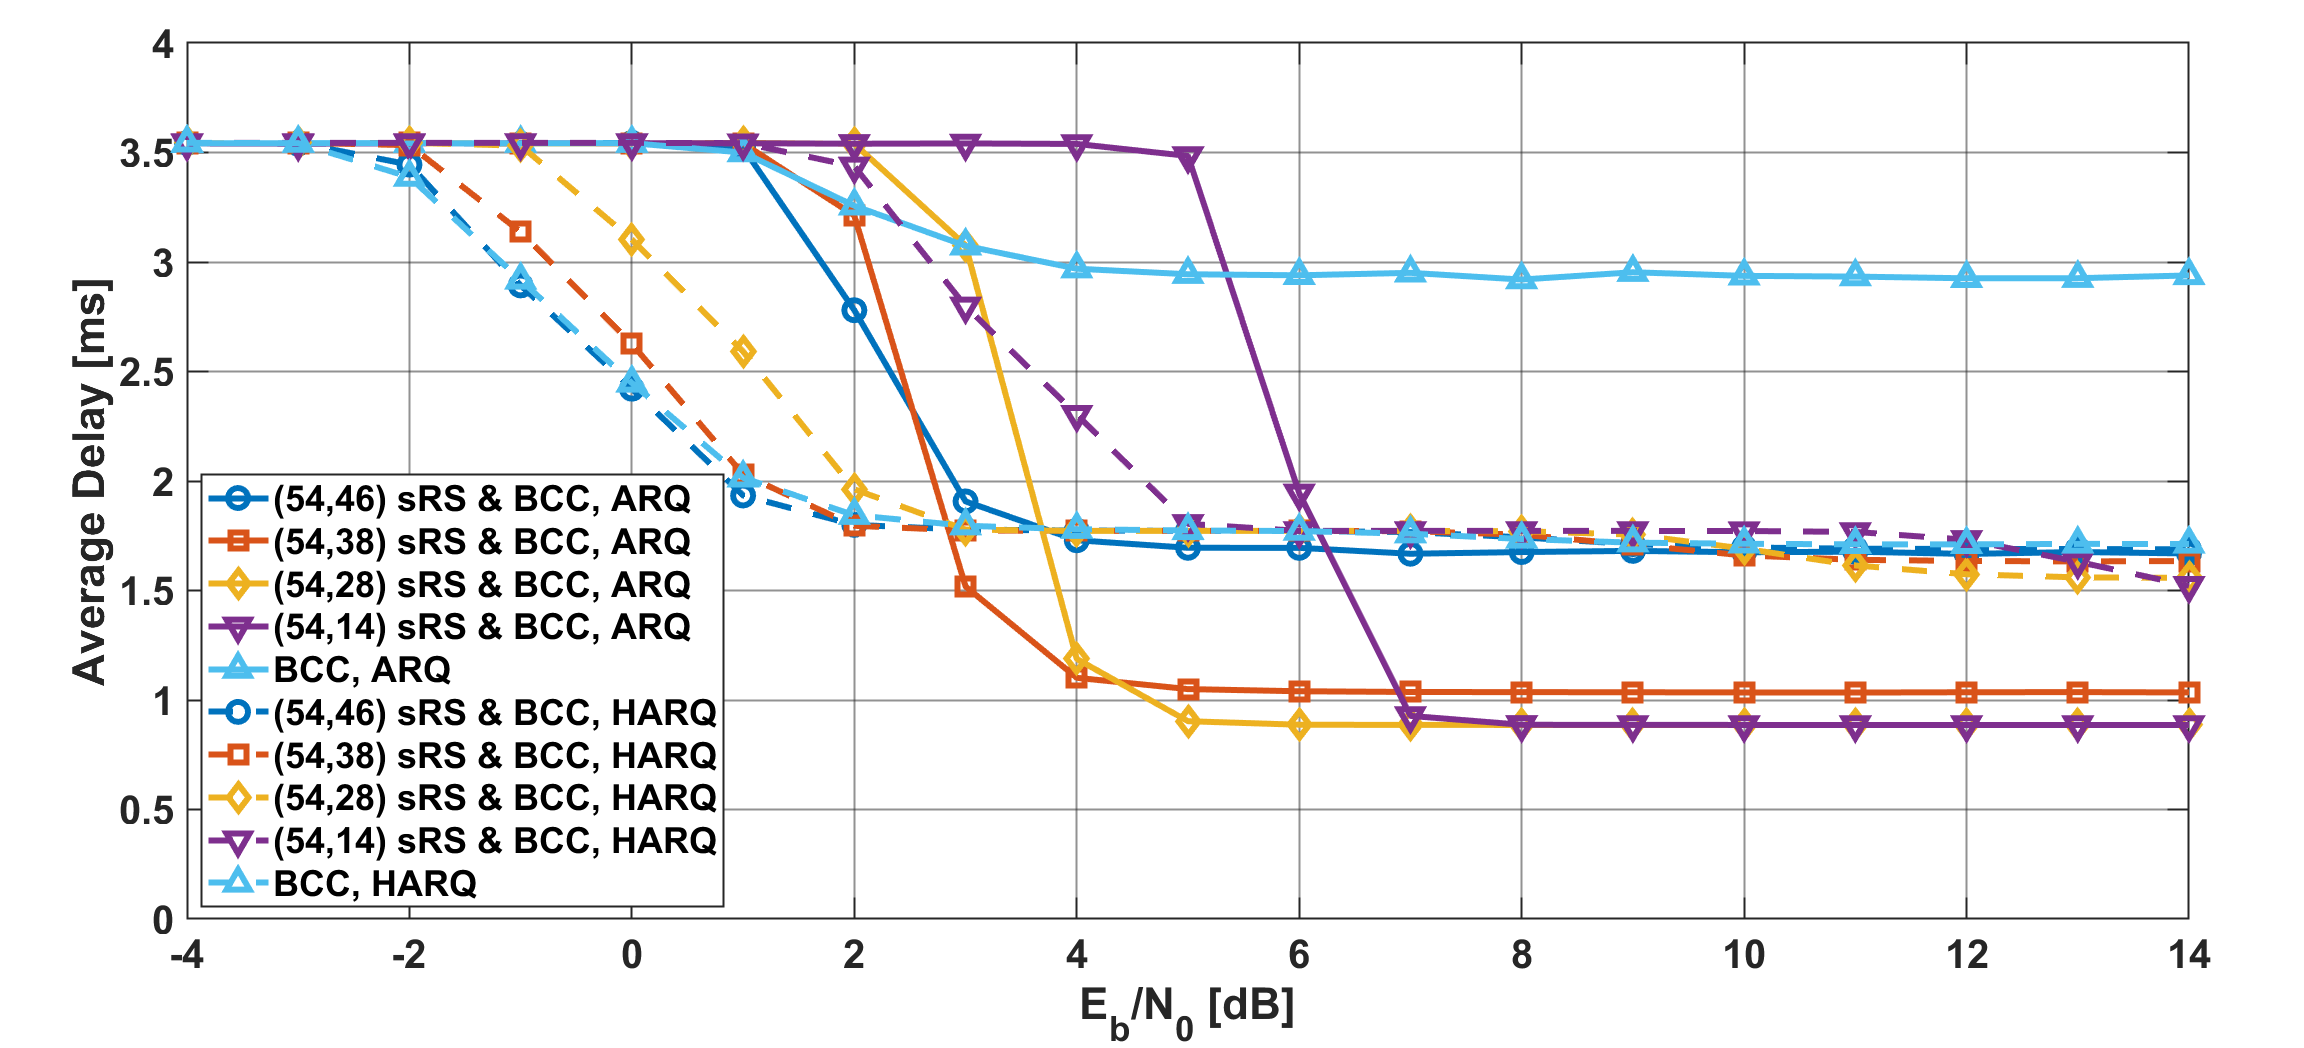 4
3.5
3
2.5
2
1.5
1
0.5
0
Average Delay [ms]
(54,46) sRS & BCC, ARQ
(54,38) sRS & BCC, ARQ
(54,28) sRS & BCC, ARQ
(54,14) sRS & BCC, ARQ
BCC, ARQ
(54,46) sRS & BCC, HARQ
(54,38) sRS & BCC, HARQ
(54,28) sRS & BCC, HARQ
(54,14) sRS & BCC, HARQ
BCC, HARQ
-4 -2 0 2 4 6 8 10 12 14
E_b/N_0 [dB]